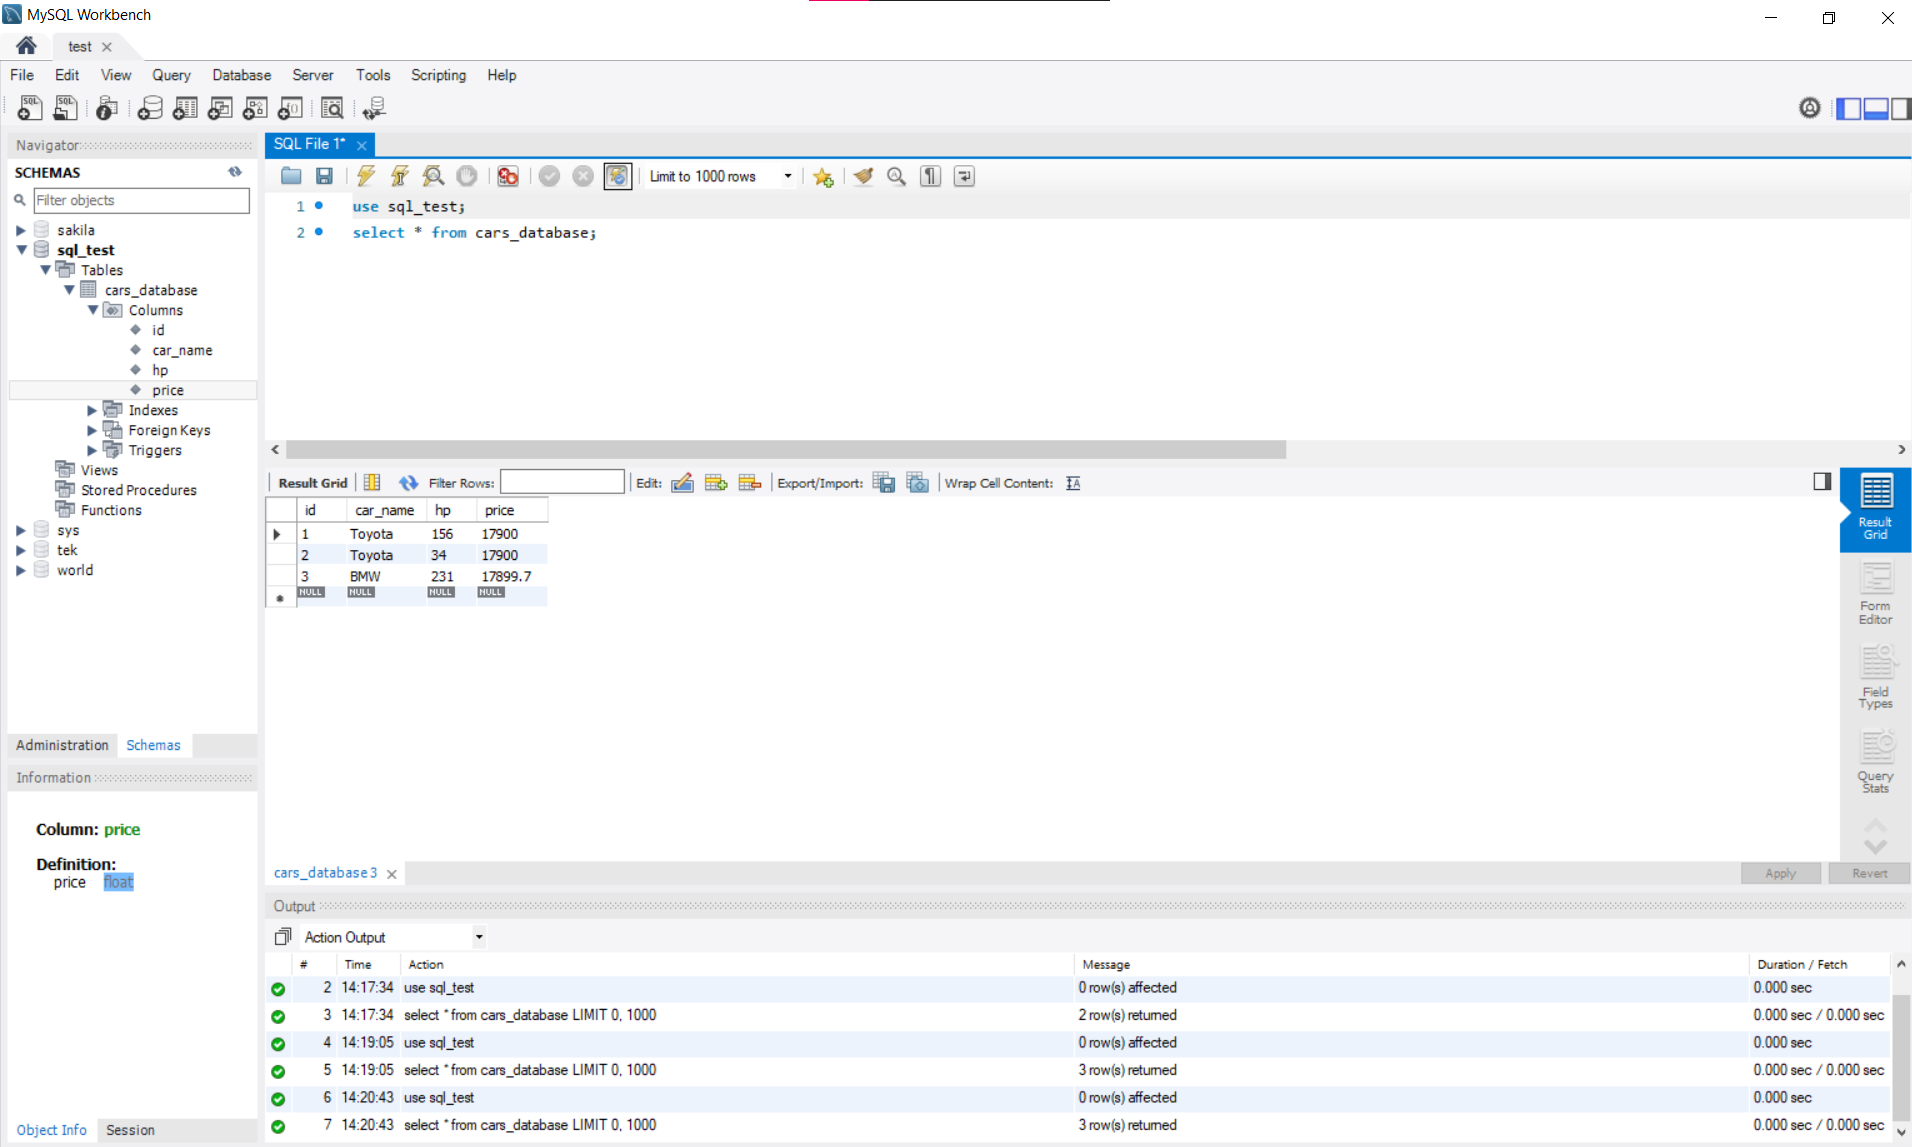 MySQL Workbench
test
File Edit View Query Database Server Tools Scripting Help
Navigator
SCHEMAS
Filter objects
sakila
sql_test
Tables
cars_database
Columns
id
car_name
hp
price
Indexes
Foreign Keys
Triggers
Views
Stored Procedures
Functions
sys
tek
world
Administration Schemas
Information
Column: price
Definition:
price float
Object Info Session
SQL File 1*
Limit to 1000 rows
1 use sql_test;
2 select * from cars_database;
Result Grid Filter Rows: Edit: Export/Import: Wrap Cell Content:
id car_name hp price
1 Toyota 156 17900
2 Toyota 34 17900
3 BMW 231 17899.7
NULL NULL NULL NULL
Result
Grid
Form
Editor
Field
Types
Query
Stats
cars_database 3
Apply Revert
Output
Action Output
# Time Action Message Duration / Fetch
2 14:17:34 use sql_test 0 row(s) affected 0.000 sec
3 14:17:34 select * from cars_database LIMIT 0, 1000 2 row(s) returned 0.000 sec / 0.000 sec
4 14:19:05 use sql_test 0 row(s) affected 0.000 sec
5 14:19:05 select * from cars_database LIMIT 0, 1000 3 row(s) returned 0.000 sec / 0.000 sec
6 14:20:43 use sql_test 0 row(s) affected 0.000 sec
7 14:20:43 select * from cars_database LIMIT 0, 1000 3 row(s) returned 0.000 sec / 0.000 sec